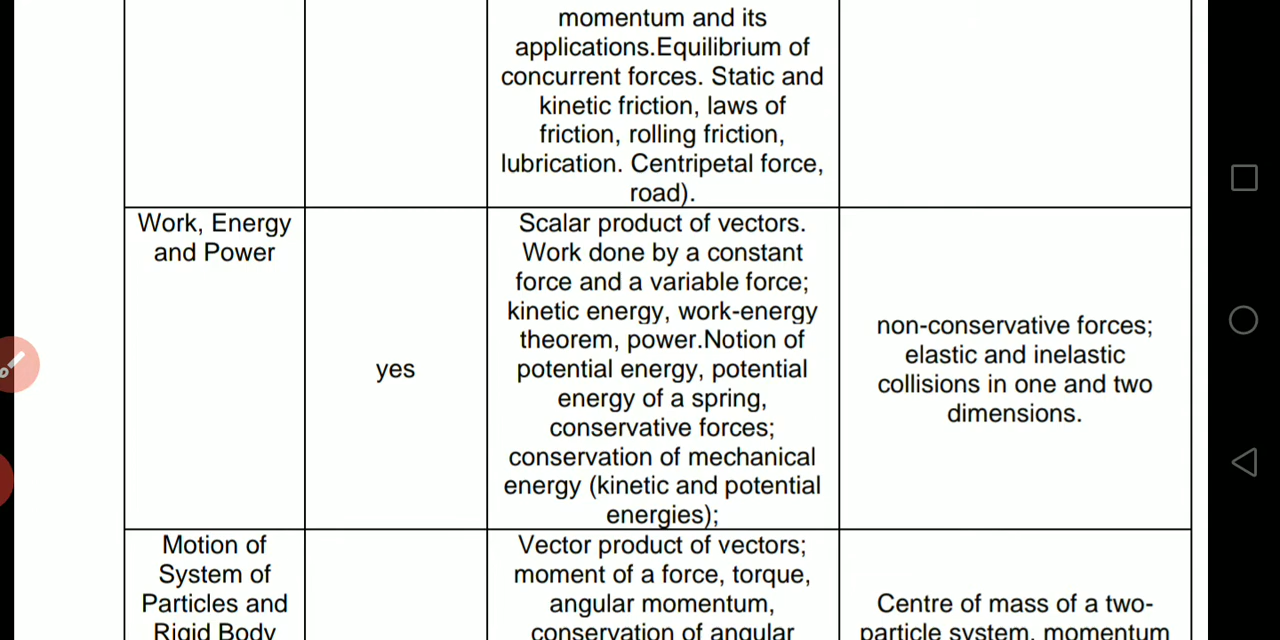 momentum and its
applications.Equilibrium of
concurrent forces. Static and
kinetic friction, laws of
friction, rolling friction,
lubrication. Centripetal force,
road).
Work, Energy
and Power
yes
Scalar product of vectors.
Work done by a constant
force and a variable force;
kinetic energy, work-energy
theorem, power.Notion of
potential energy, potential
energy of a spring,
conservative forces;
conservation of mechanical
energy (kinetic and potential
energies);
non-conservative forces;
elastic and inelastic
collisions in one and two
dimensions.
Motion of
System of
Particles and
Rigid Body
Vector product of vectors;
moment of a force, torque,
angular momentum,
conservation of angular
Centre of mass of a two-
particle system, momentum